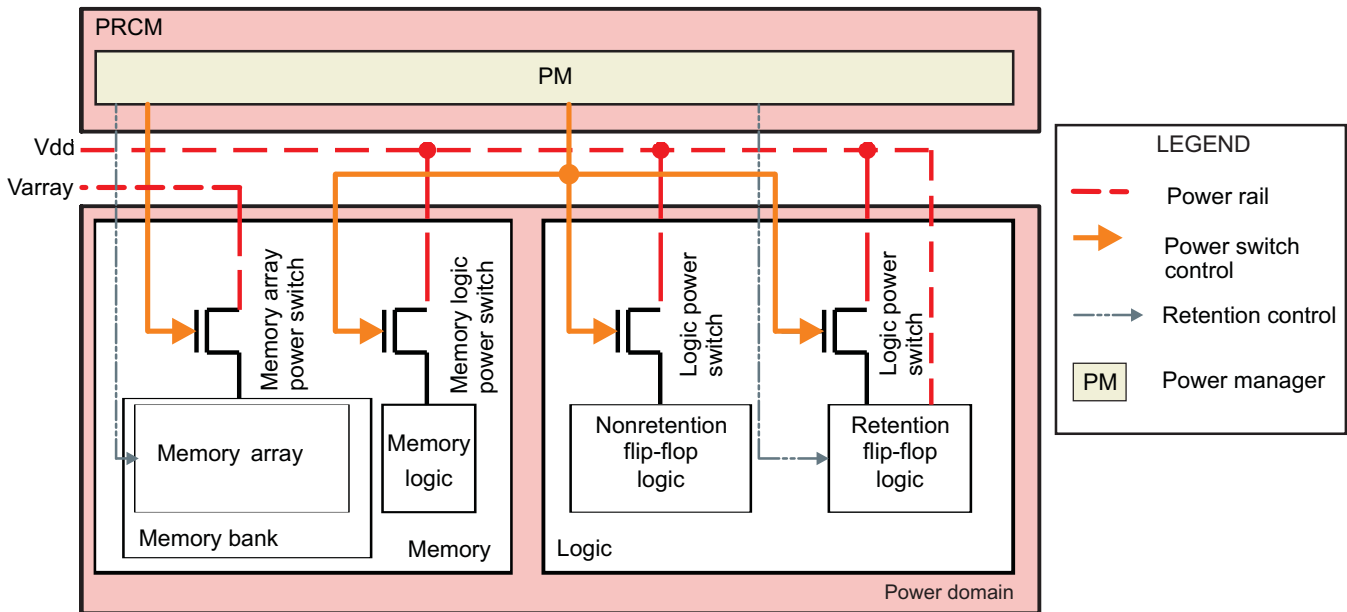 PRCM
PM
Vdd
Varray
Memory array
power switch
Memory logic
power switch
Logic power
switch
Logic power
switch
Memory array
Memory bank
Memory
logic
Memory
Nonretention
flip-flop
logic
Retention
flip-flop
logic
Logic
Power domain
LEGEND
Power rail
Power switch
control
Retention control
PM
Power manager